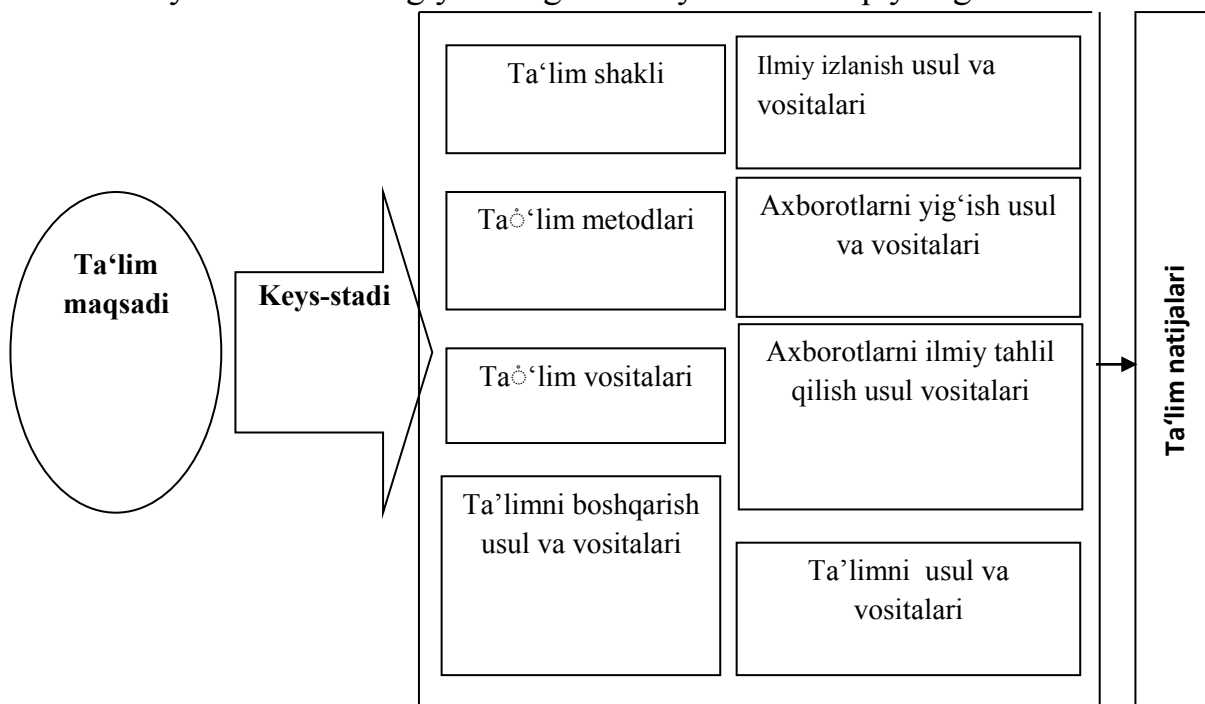 Ta‘lim
maqsadi
Keys-stadi
Ta‘lim shakli
Ta‘lim metodlari
Ta‘lim vositalari
Ta’limni boshqarish
usul va vositalari
Ilmiy izlanish usul va
vositalari
Axborotlarni yig‘ish usul
va vositalari
Axborotlarni ilmiy tahlil
qilish usul vositalari
Ta’limni usul va
vositalari
Ta‘lim natijalari